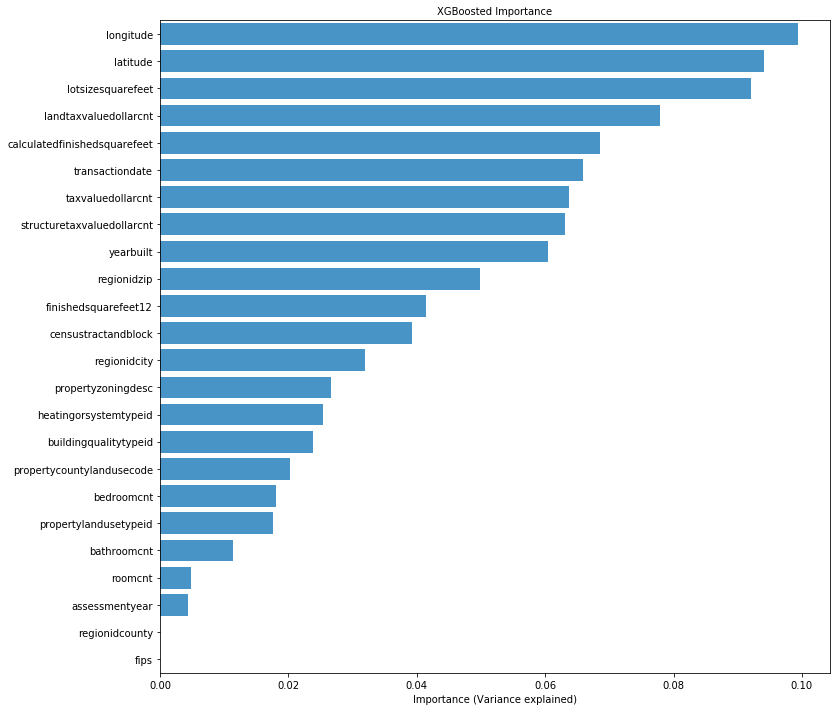 XGBoosted Importance
longitude
latitude
lotsizesquarefeet
landtaxvaluedollarcnt
calculatedfinishedsquarefeet
transactiondate
taxvaluedollarcnt
structuretaxvaluedollarcnt
yearbuilt
regionidzip
finishedsquarefeet12
censustractandblock
regionidcity
propertyzoningdesc
heatingorsystemtypeid
buildingqualitytypeid
propertycountylandusecode
bedroomcnt
propertylandusetypeid
bathroomcnt
roomcnt
assessmentyear
regionidcounty
fips
0.00 0.02 0.04 0.06 0.08 0.10
Importance (Variance explained)